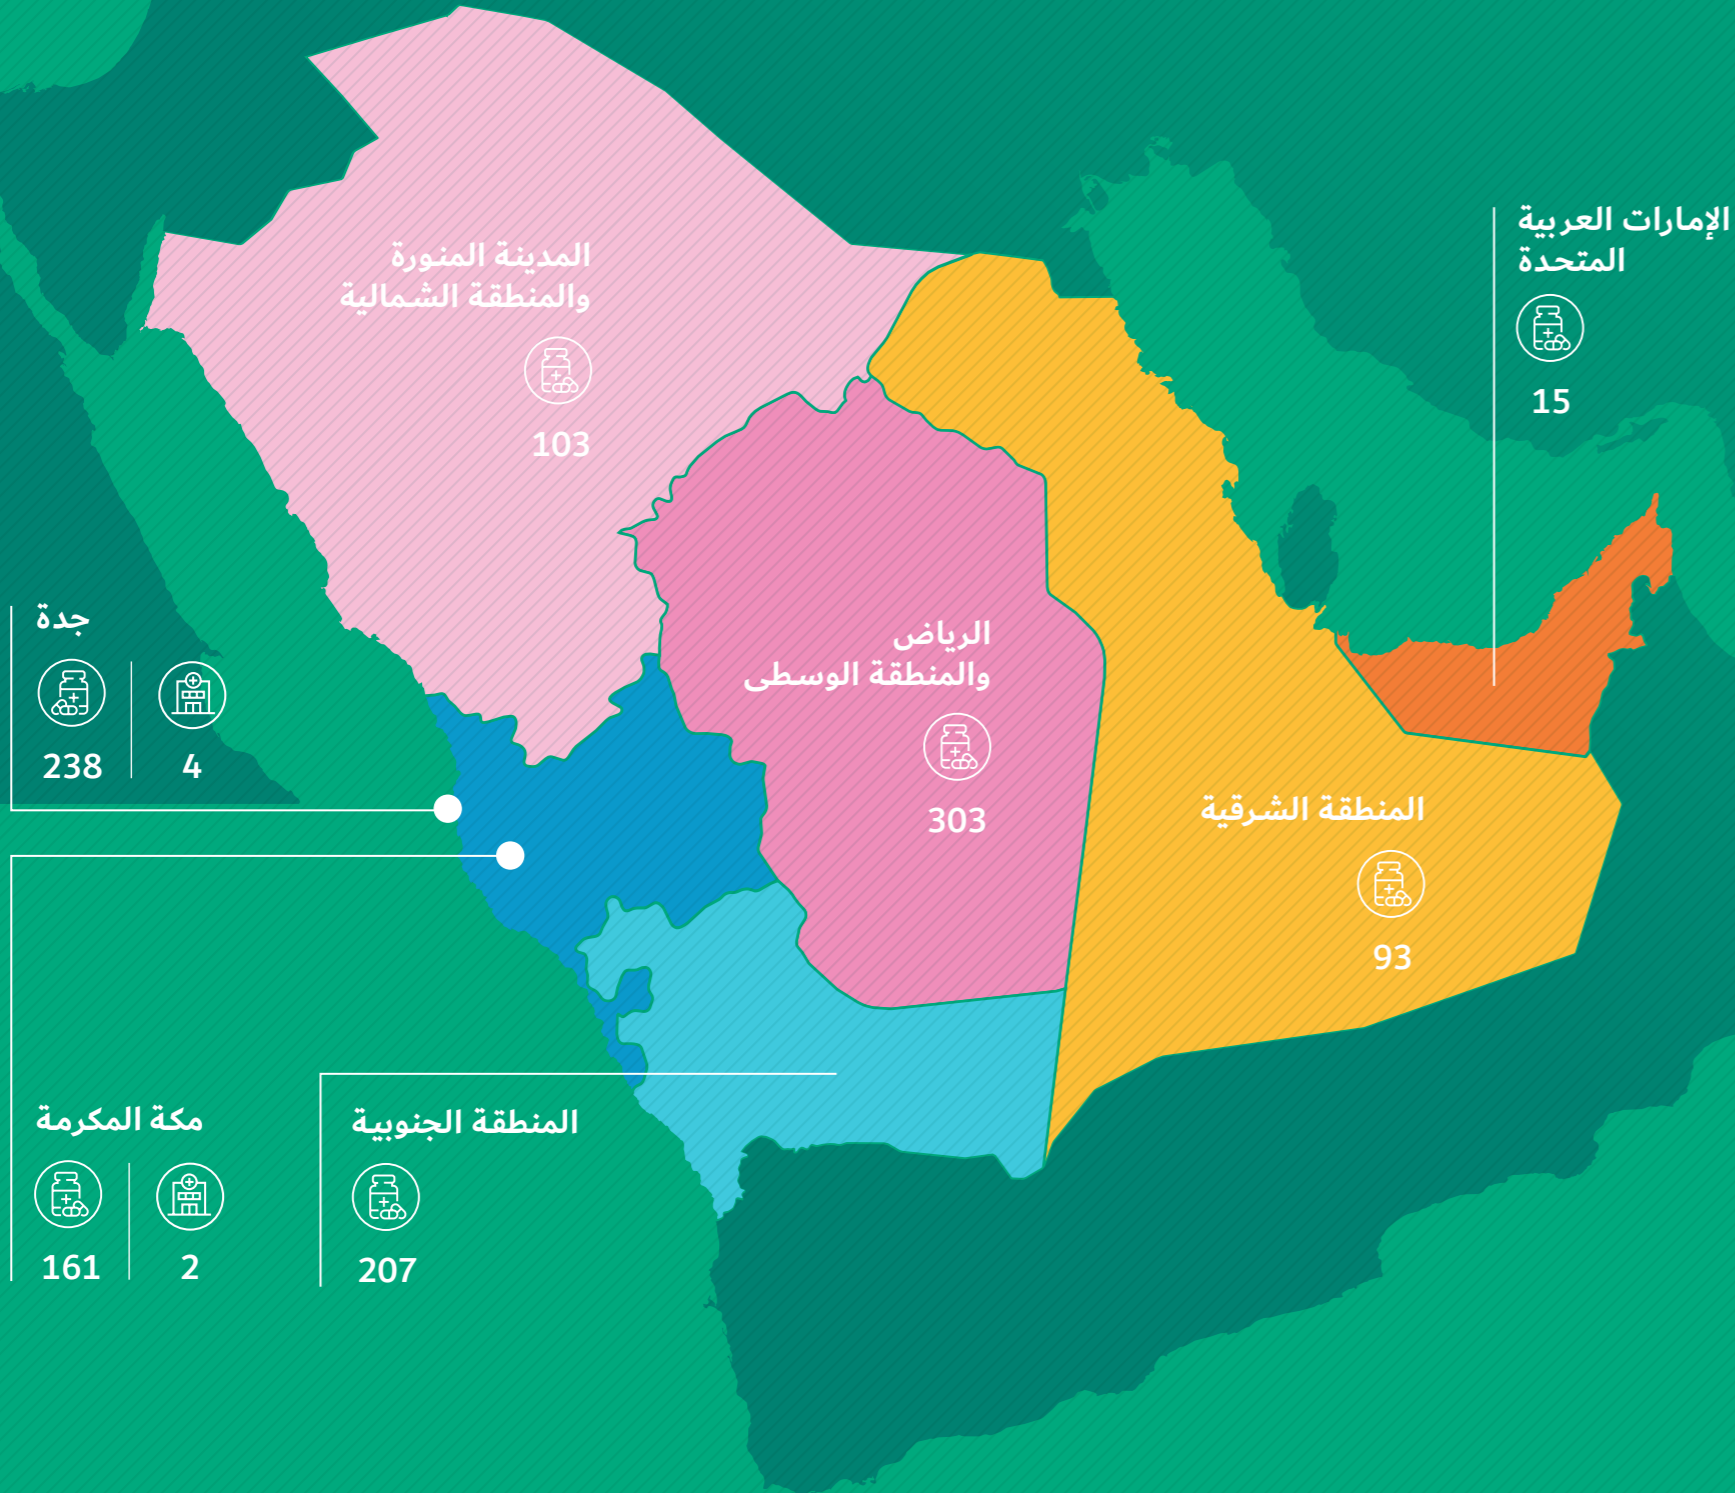 الإمارات العربية
المتحدة
15
المدينة المنورة
والمنطقة الشمالية
103
الرياض
والمنطقة الوسطى
303
المنطقة الشرقية
93
جدة
238
4
مكة المكرمة
161
2
المنطقة الجنوبية
207